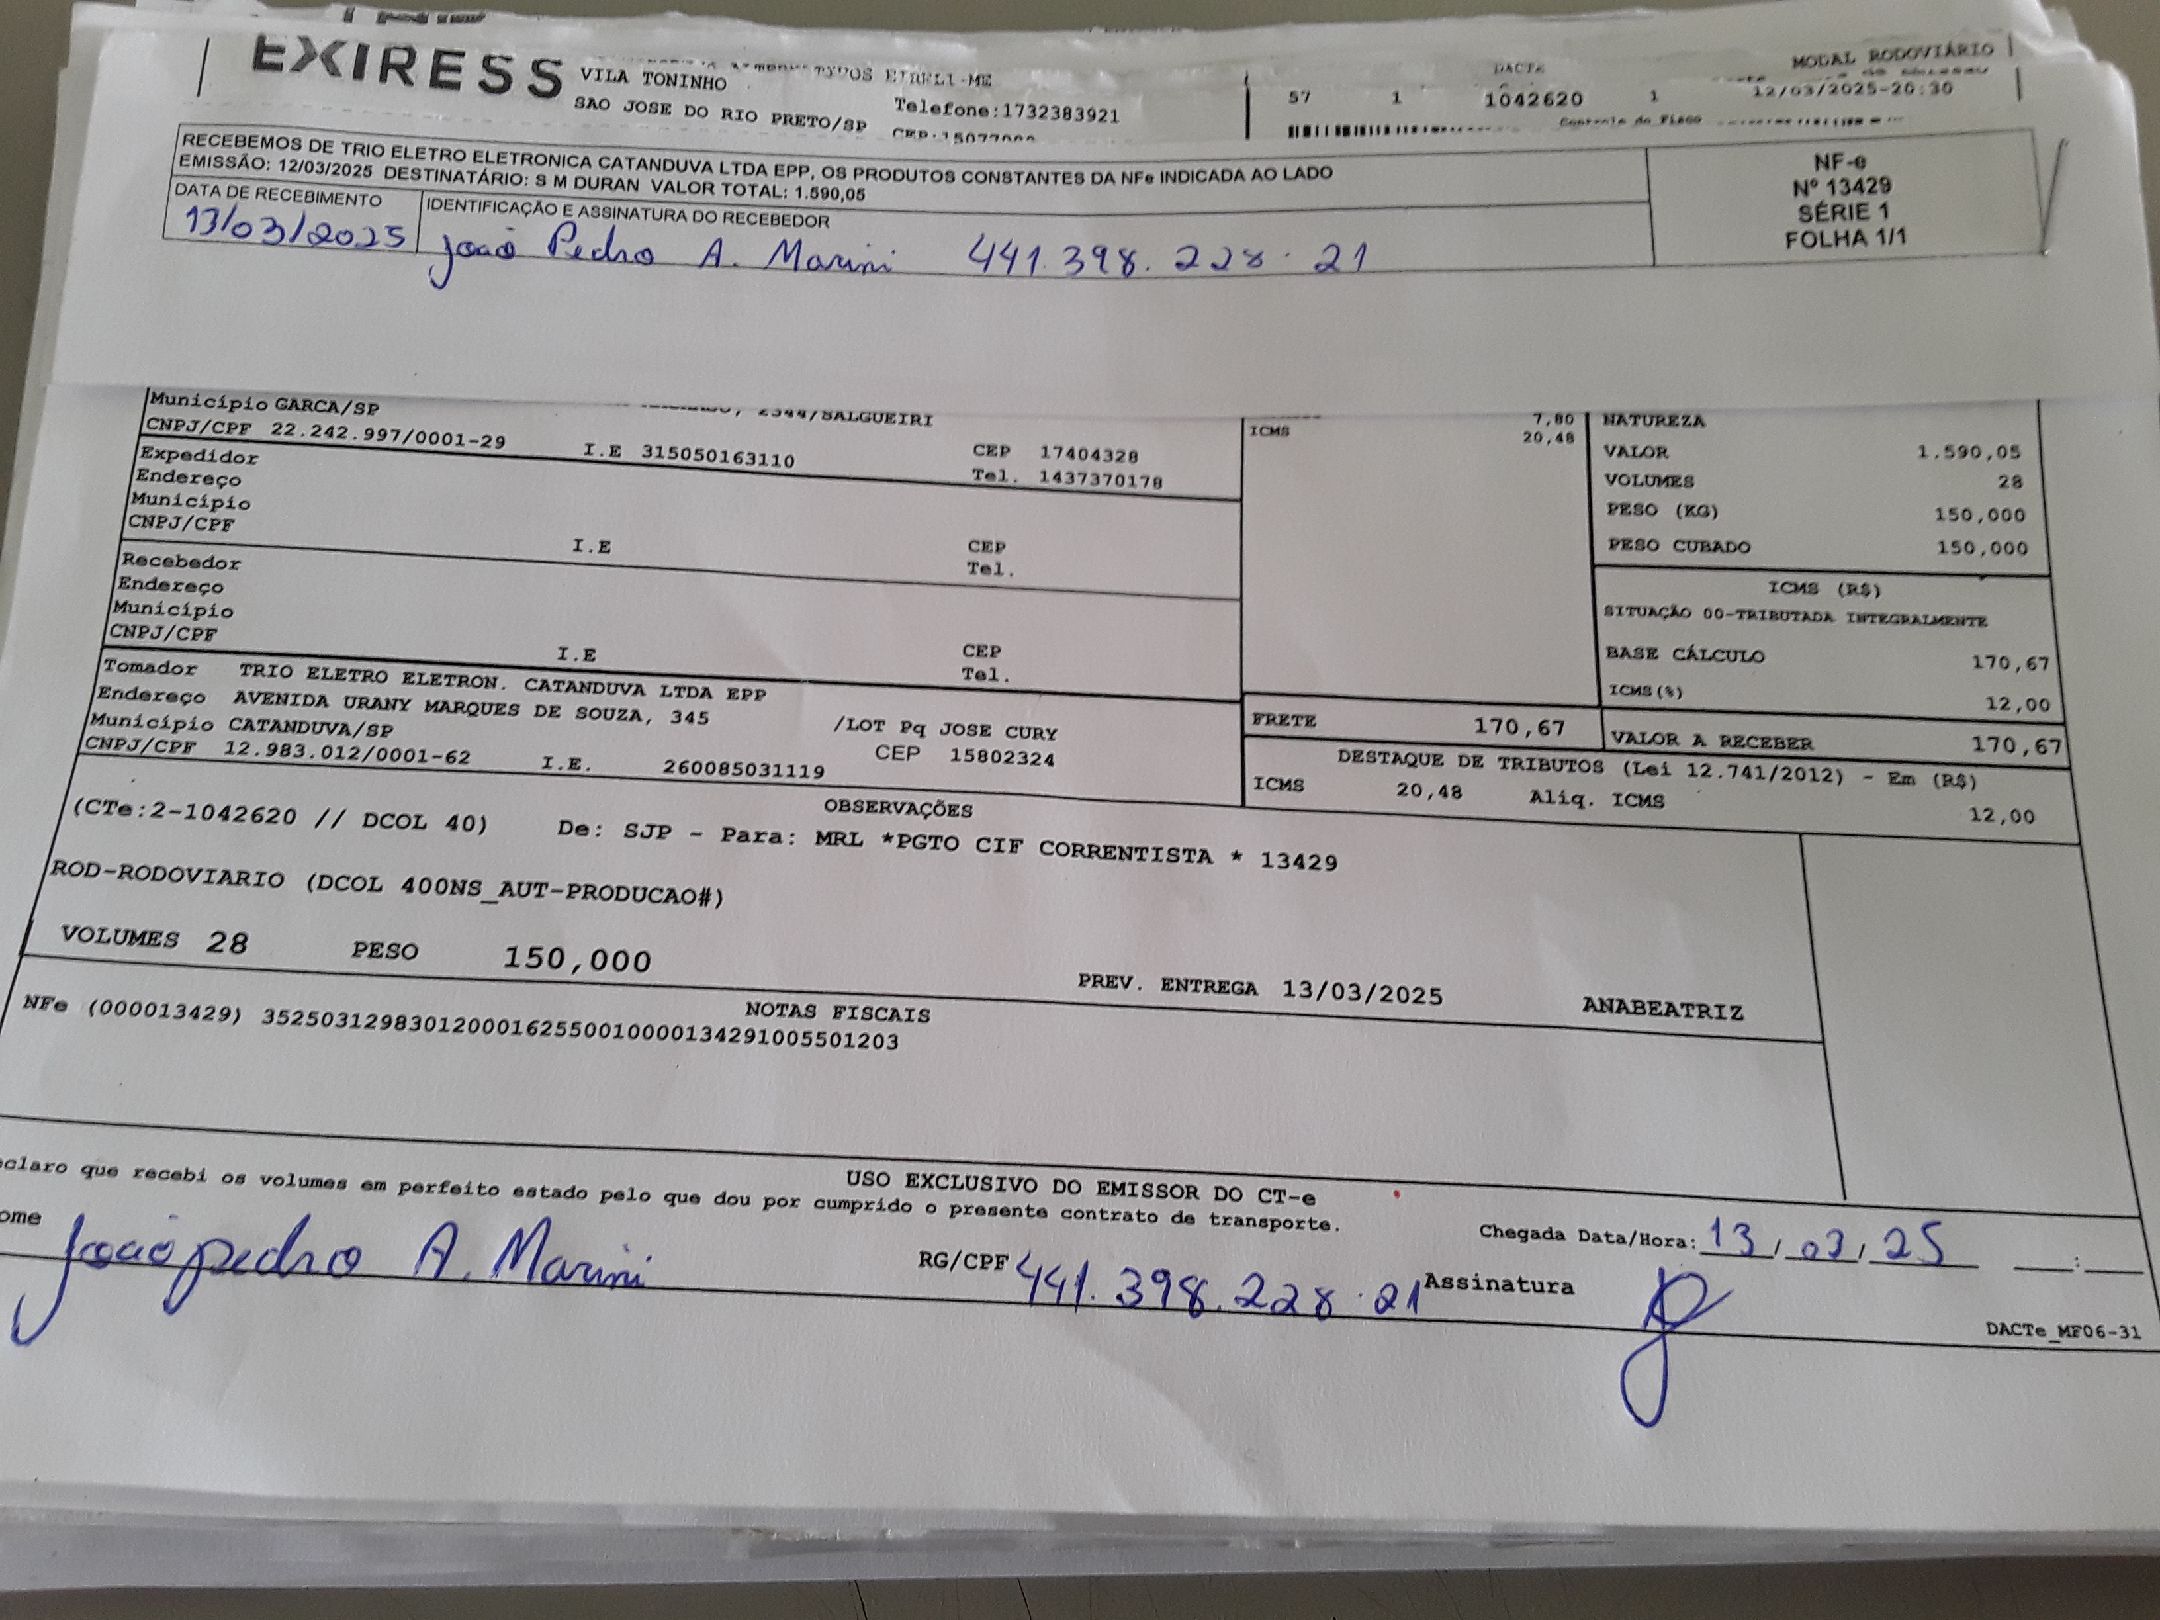 EXIRESS
VILA TONINHO
SAO JOSE DO RIO PRETO/SP
EIRELI-ME
Telefone:1732383921
DACTE
MODAL RODOVIÁRIO
57 1 1042620 1 12/03/2025-20:30
Controle do Fisco
RECEBEMOS DE TRIO ELETRO ELETRONICA CATANDUVA LTDA EPP, OS PRODUTOS CONSTANTES DA NFe INDICADA AO LADO
EMISSÃO: 12/03/2025 DESTINATÁRIO: S M DURAN VALOR TOTAL: 1.590,05
DATA DE RECEBIMENTO
13/03/2025
IDENTIFICAÇÃO E ASSINATURA DO RECEBEDOR
João Pedro A. Marini 441.398.228.21
NF-e
Nº 13429
SÉRIE 1
FOLHA 1/1
2344/SALGUEIRI
Município GARCA/SP
CNPJ/CPF 22.242.997/0001-29 I.E 315050163110
CEP 17404328
Tel. 1437370178
Expedidor
Endereço
Município
CNPJ/CPF I.E
CEP
Tel.
Recebedor
Endereço
Município
CNPJ/CPF I.E
CEP
Tel.
Tomador TRIO ELETRO ELETRON. CATANDUVA LTDA EPP
Endereço AVENIDA URANY MARQUES DE SOUZA, 345 /LOT Pq JOSE CURY
Município CATANDUVA/SP CEP 15802324
CNPJ/CPF 12.983.012/0001-62 I.E. 260085031119
7,80
ICMS 20,48
NATUREZA
VALOR 1.590,05
VOLUMES 28
PESO (KG) 150,000
PESO CUBADO 150,000
ICMS (R$)
SITUAÇÃO 00-TRIBUTADA INTEGRALMENTE
BASE CÁLCULO 170,67
ICMS(%) 12,00
FRETE 170,67
VALOR A RECEBER 170,67
DESTAQUE DE TRIBUTOS (Lei 12.741/2012) - Em (R$)
ICMS 20,48 Aliq. ICMS 12,00
OBSERVAÇÕES
(CTe:2-1042620 // DCOL 40) De: SJP - Para: MRL *PGTO CIF CORRENTISTA * 13429
ROD-RODOVIARIO (DCOL 400NS_AUT-PRODUCAO#)
VOLUMES 28 PESO 150,000
PREV. ENTREGA 13/03/2025 ANABEATRIZ
NOTAS FISCAIS
NFe (000013429) 35250312983012000162550010000134291005501203
USO EXCLUSIVO DO EMISSOR DO CT-e
eclaro que recebi os volumes em perfeito estado pelo que dou por cumprido o presente contrato de transporte.
ome João pedro A. Marini
RG/CPF 441.398.228.21
Chegada Data/Hora: 13/03/25 :
Assinatura
DACTe_MF06-31